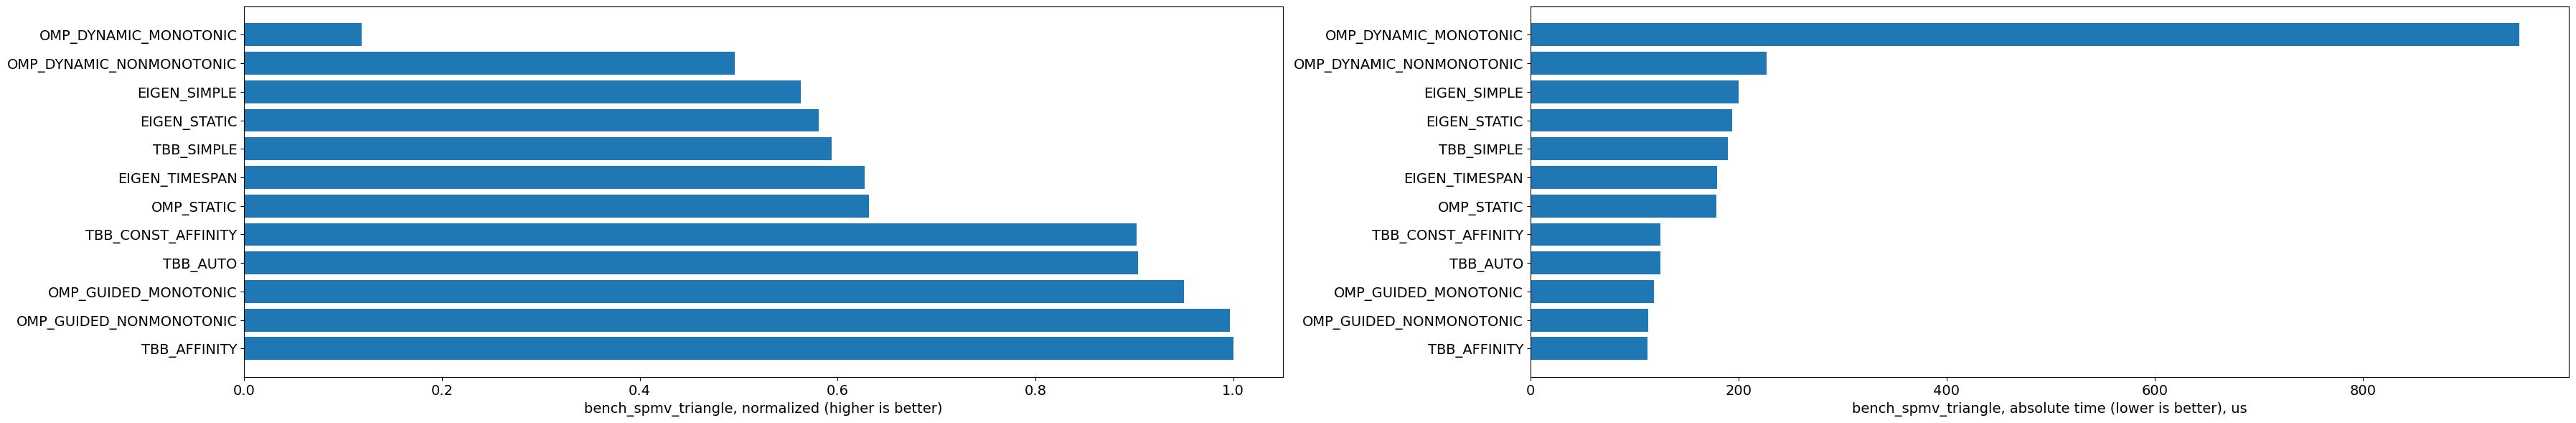 OMP_DYNAMIC_MONOTONIC
OMP_DYNAMIC_NONMONOTONIC
EIGEN_SIMPLE
EIGEN_STATIC
TBB_SIMPLE
EIGEN_TIMESPAN
OMP_STATIC
TBB_CONST_AFFINITY
TBB_AUTO
OMP_GUIDED_MONOTONIC
OMP_GUIDED_NONMONOTONIC
TBB_AFFINITY
0.0 0.2 0.4 0.6 0.8 1.0
bench_spmv_triangle, normalized (higher is better)
OMP_DYNAMIC_MONOTONIC
OMP_DYNAMIC_NONMONOTONIC
EIGEN_SIMPLE
EIGEN_STATIC
TBB_SIMPLE
EIGEN_TIMESPAN
OMP_STATIC
TBB_CONST_AFFINITY
TBB_AUTO
OMP_GUIDED_MONOTONIC
OMP_GUIDED_NONMONOTONIC
TBB_AFFINITY
0 200 400 600 800
bench_spmv_triangle, absolute time (lower is better), us